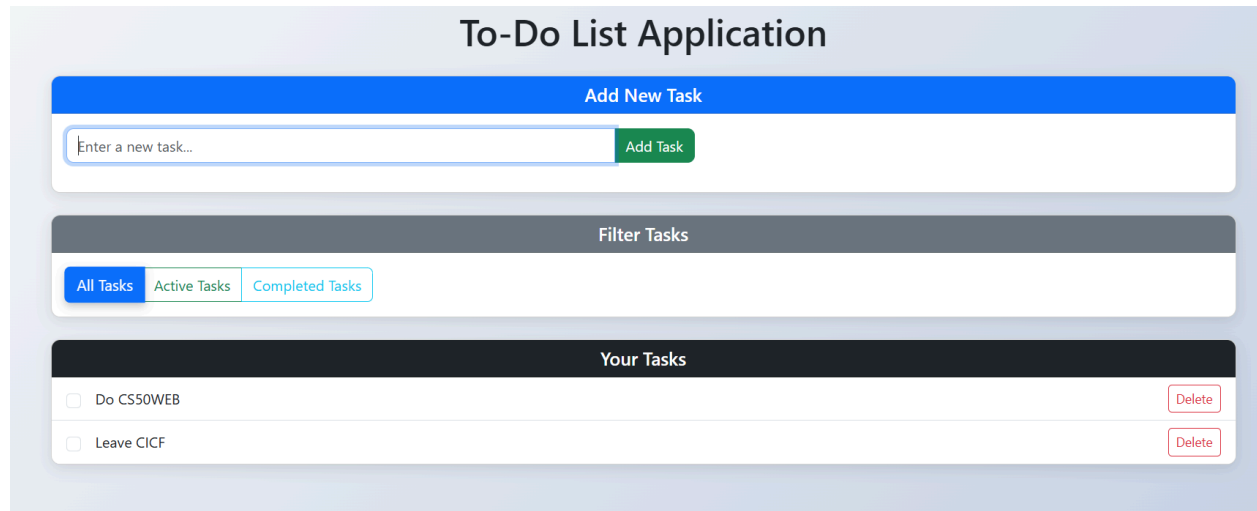 To-Do List Application
Add New Task
Enter a new task... Add Task
Filter Tasks
All Tasks Active Tasks Completed Tasks
Your Tasks
Do CS50WEB Delete
Leave CICF Delete